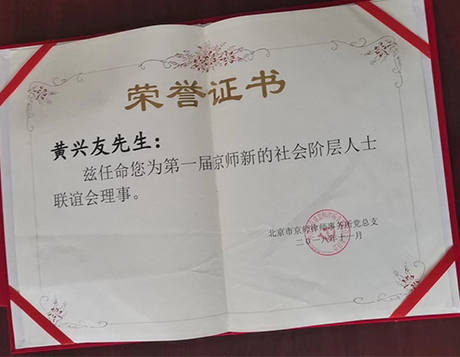 荣誉证书
黄兴友先生：
兹任命您为第一届京师新的社会阶层人士
联谊会理事。
北京市京师律师事务所党总支
二〇一八年十一月